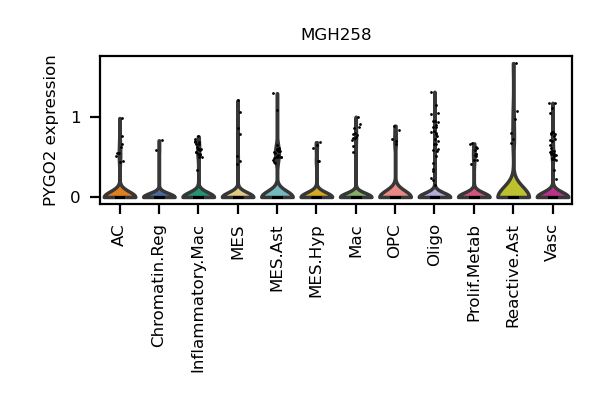 MGH258
PYGO2 expression
1
0
AC
Chromatin.Reg
Inflammatory.Mac
MES
MES.Ast
MES.Hyp
Mac
OPC
Oligo
Prolif.Metab
Reactive.Ast
Vasc